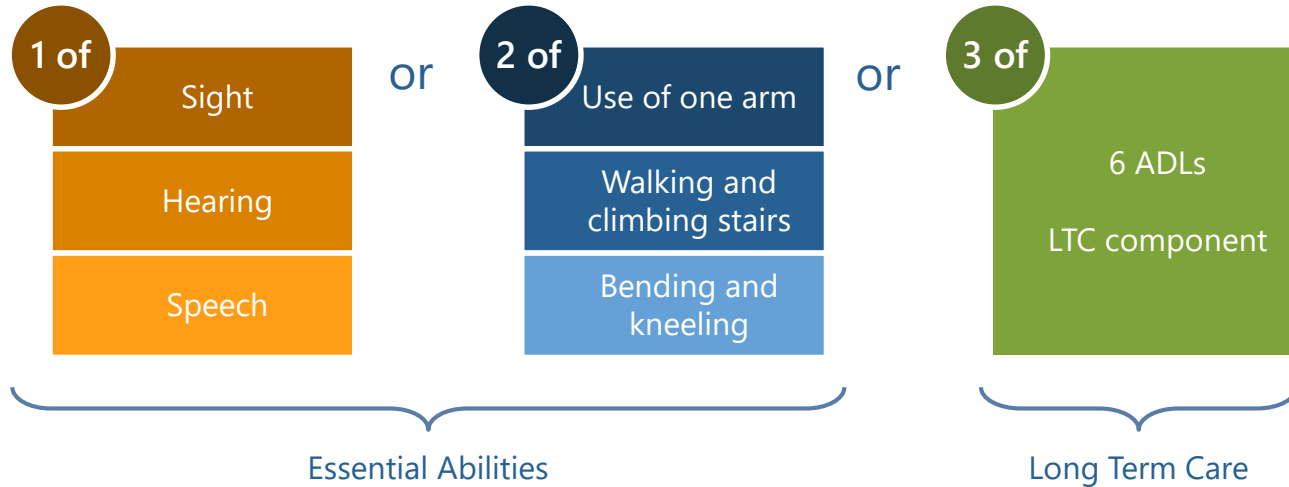 1 of
Sight
Hearing
Speech
or
2 of
Use of one arm
Walking and
climbing stairs
Bending and
kneeling
or
3 of
6 ADLs
LTC component
Essential Abilities
Long Term Care